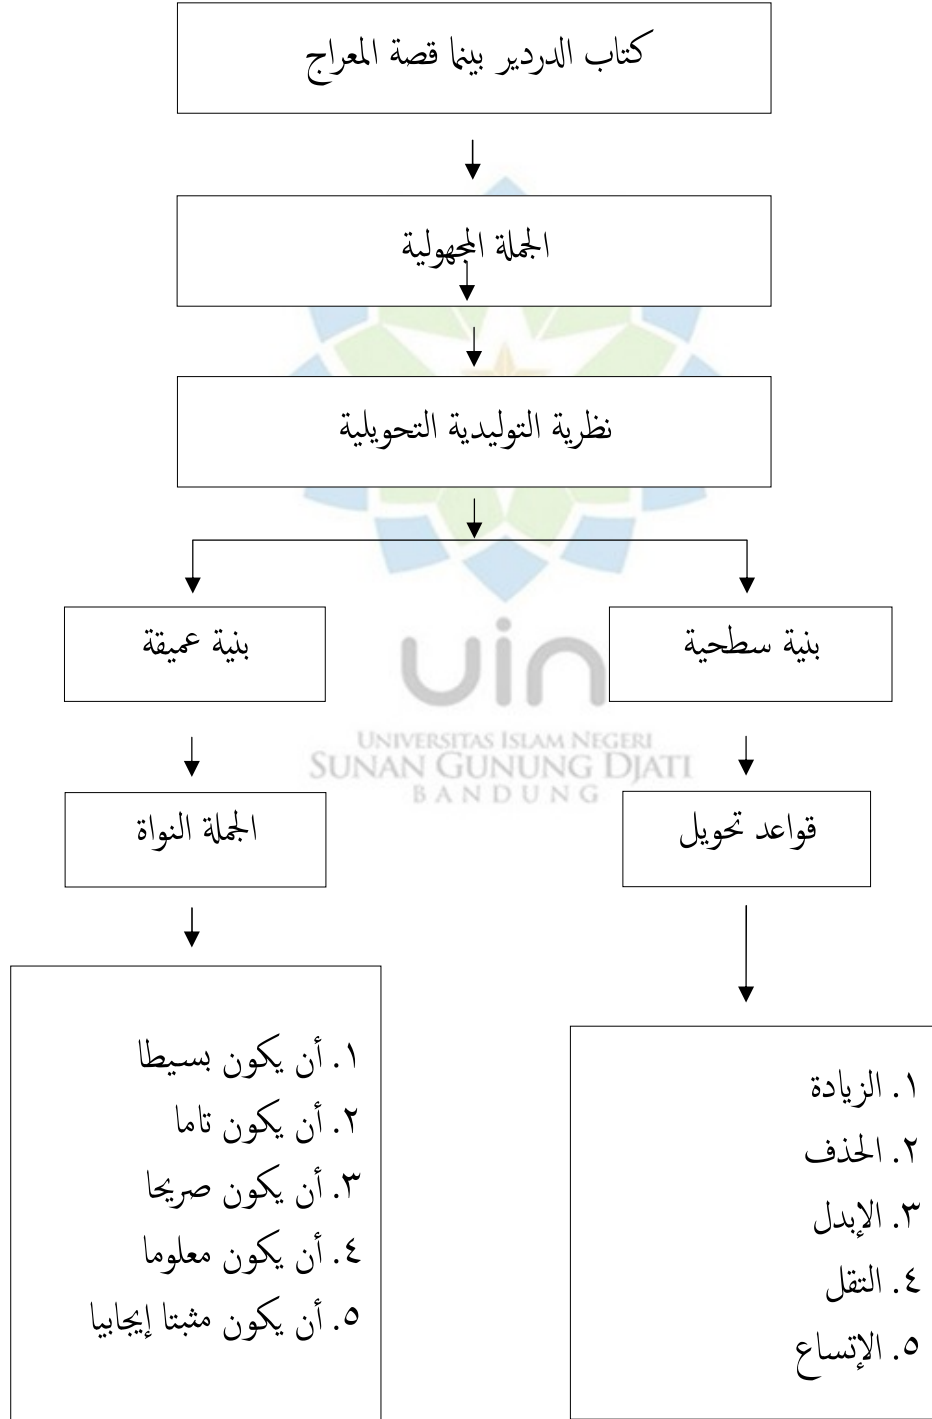 كتاب الدردير بينما قصة المعراج
الجملة المجهولية
نظرية التوليدية التحويلية
بنية سطحية
بنية عميقة
uin
UNIVERSITAS ISLAM NEGERI
SUNAN GUNUNG DJATI
BANDUNG
قواعد تحويل
الجملة النواة
١. الزيادة
٢. الحذف
٣. الإبدل
٤. التقل
٥. الإتساع
١. أن يكون بسيطا
٢. أن يكون تاما
٣. أن يكون صريحا
٤. أن يكون معلوما
٥. أن يكون مثبتا إيجابيا